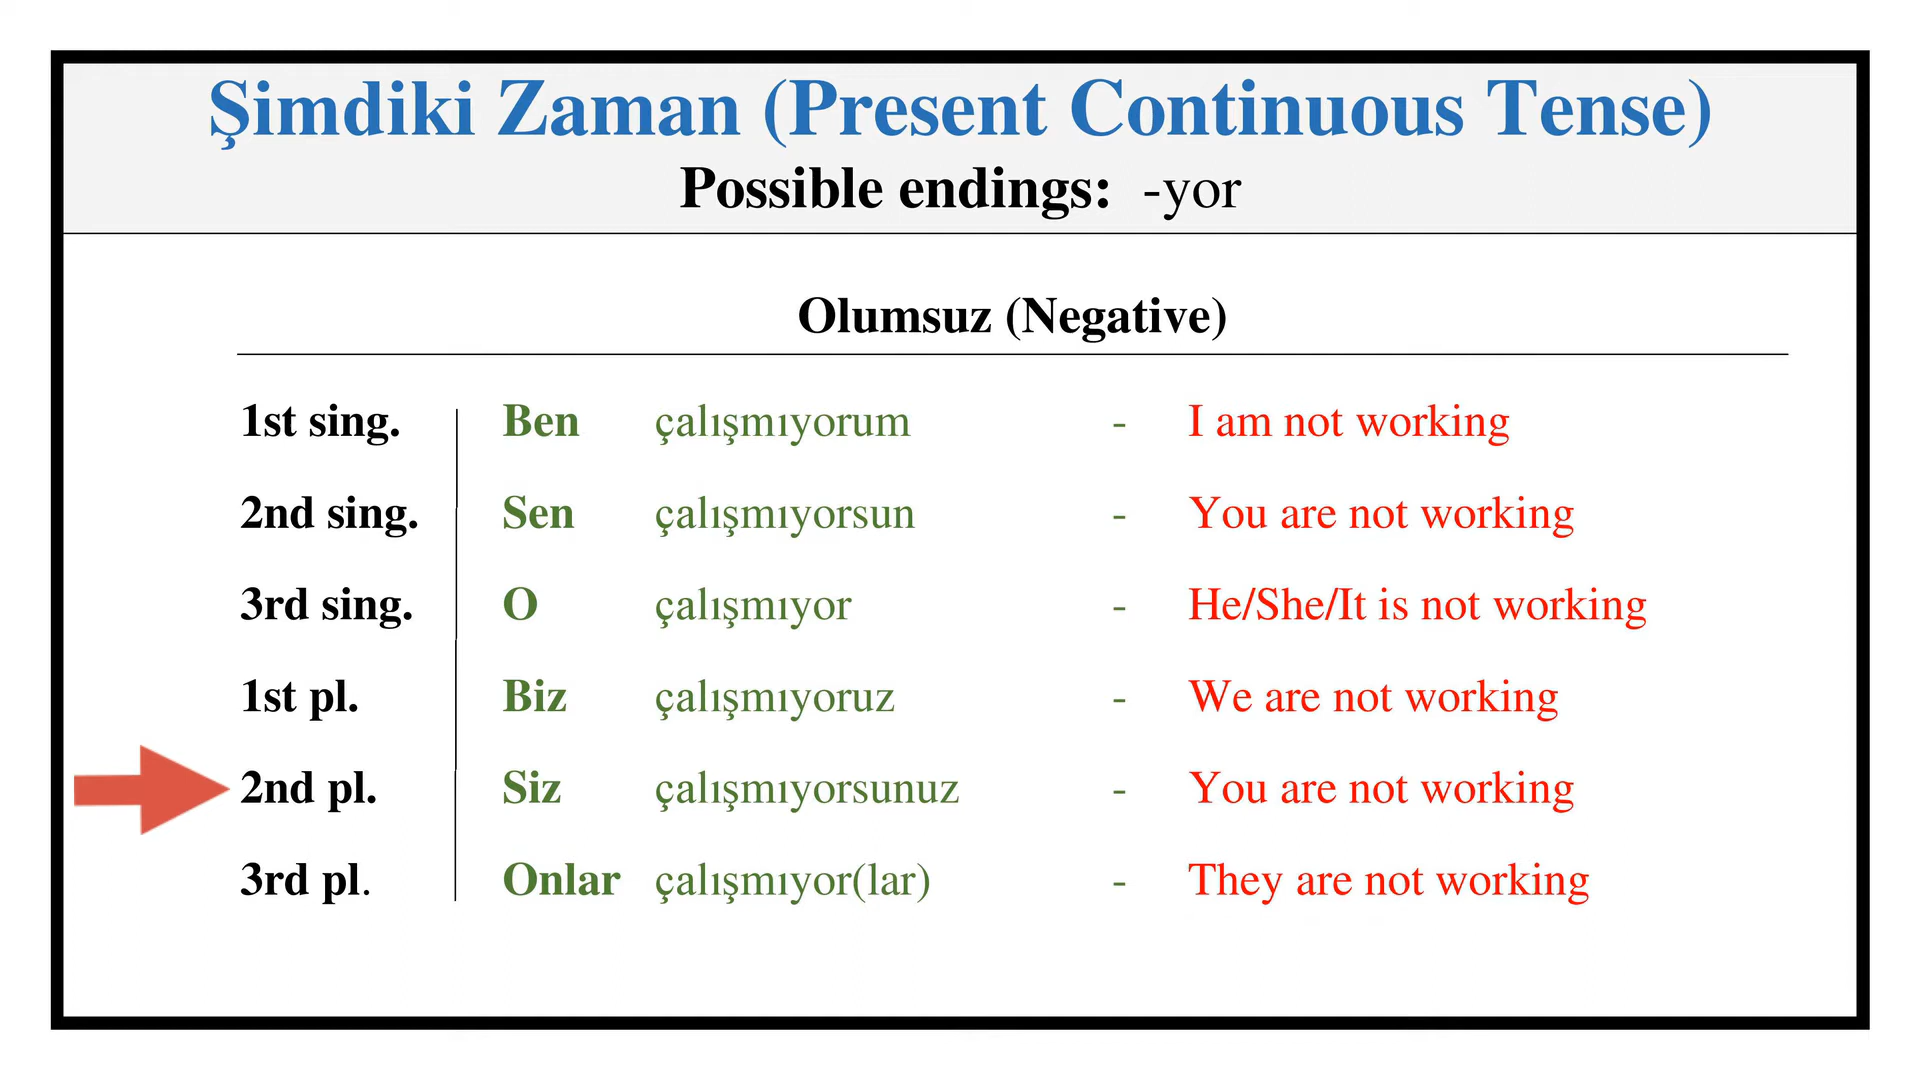 Şimdiki Zaman (Present Continuous Tense)
Possible endings: -yor
Olumsuz (Negative)
1st sing. Ben çalışmıyorum - I am not working
2nd sing. Sen çalışmıyorsun - You are not working
3rd sing. O çalışmıyor - He/She/It is not working
1st pl. Biz çalışmıyoruz - We are not working
2nd pl. Siz çalışmıyorsunuz - You are not working
3rd pl. Onlar çalışmıyor(lar) - They are not working